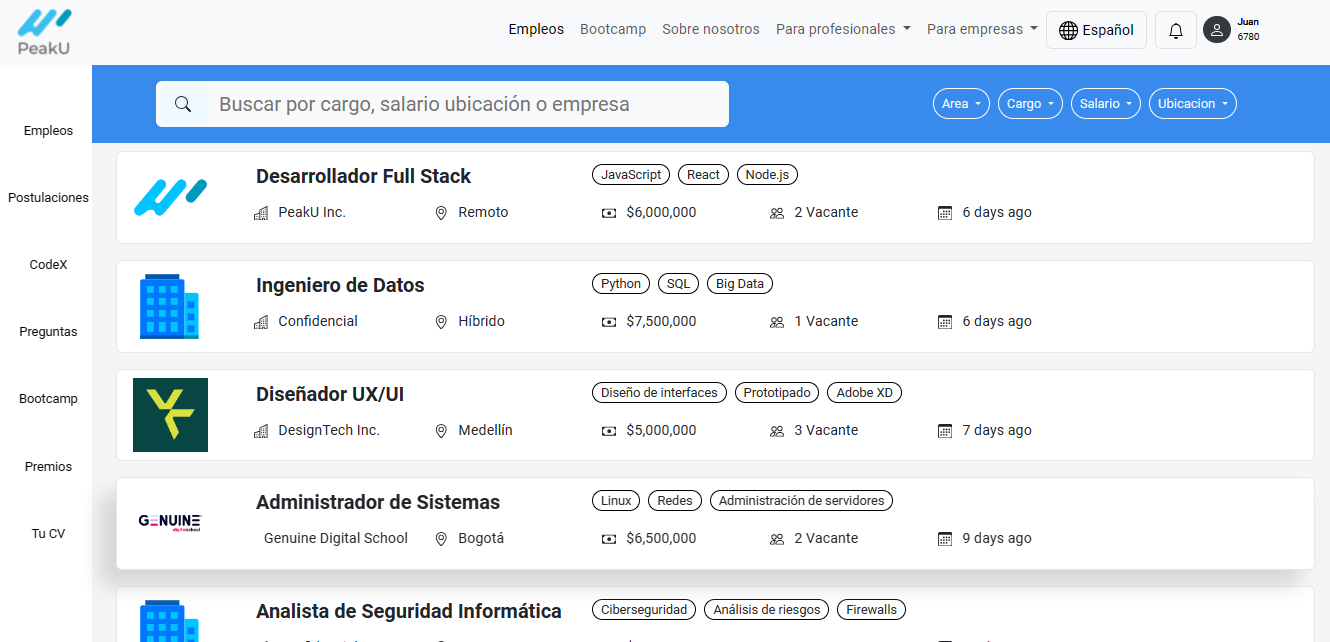 PeakU
Empleos
Bootcamp
Sobre nosotros
Para profesionales
Para empresas
Español
Juan
6780
Buscar por cargo, salario ubicación o empresa
Area
Cargo
Salario
Ubicacion
Empleos
Postulaciones
CodeX
Preguntas
Bootcamp
Premios
Tu CV
Desarrollador Full Stack
JavaScript
React
Node.js
PeakU Inc.
Remoto
$6,000,000
2 Vacante
6 days ago
Ingeniero de Datos
Python
SQL
Big Data
Confidencial
Híbrido
$7,500,000
1 Vacante
6 days ago
Diseñador UX/UI
Diseño de interfaces
Prototipado
Adobe XD
DesignTech Inc.
Medellín
$5,000,000
3 Vacante
7 days ago
GENUINE
digitalschool
Administrador de Sistemas
Linux
Redes
Administración de servidores
Genuine Digital School
Bogotá
$6,500,000
2 Vacante
9 days ago
Analista de Seguridad Informática
Ciberseguridad
Análisis de riesgos
Firewalls